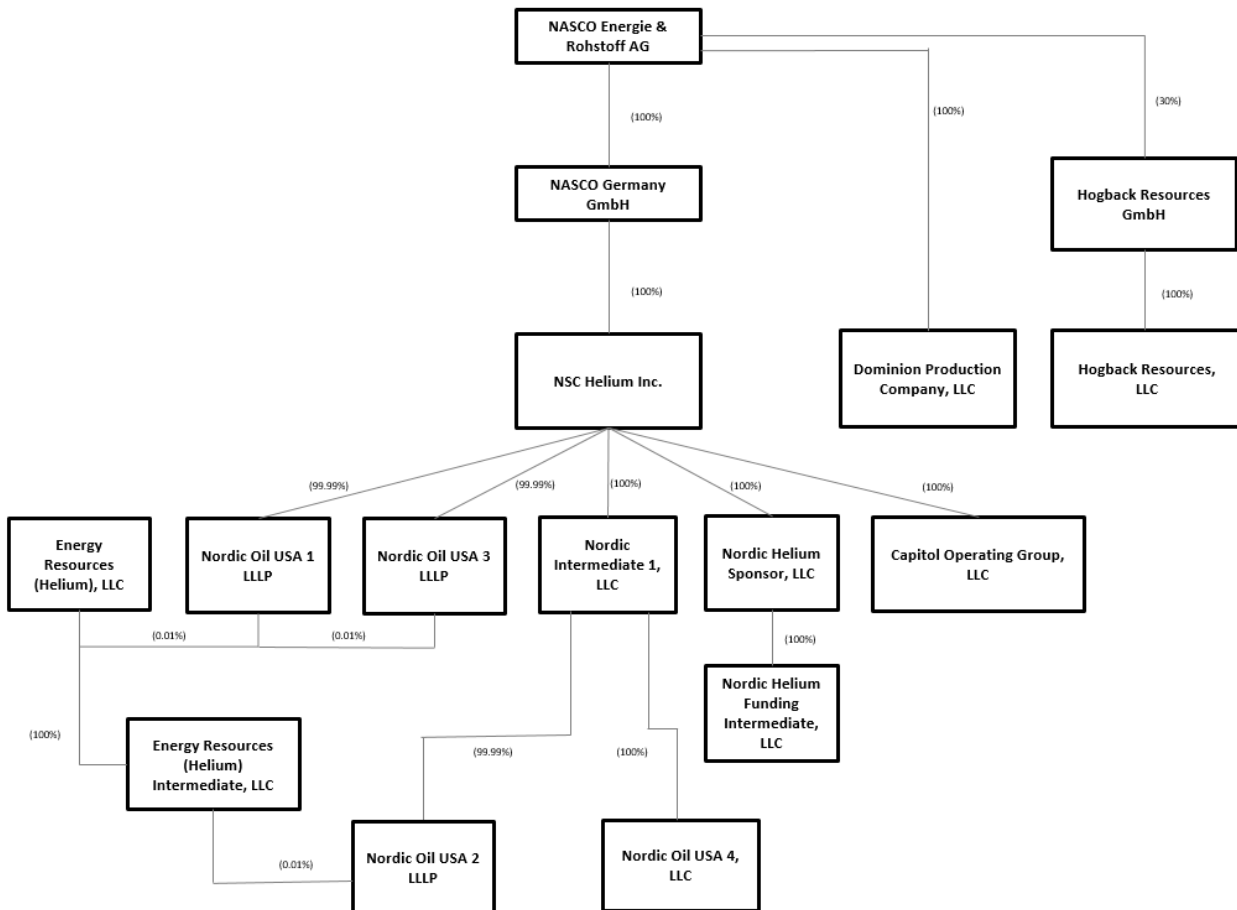 NASCO Energie &
Rohstoff AG
(100%)
(100%)
(30%)
NASCO Germany
GmbH
Hogback Resources
GmbH
(100%)
(100%)
NSC Helium Inc.
Dominion Production
Company, LLC
Hogback Resources,
LLC
(99.99%)
(99.99%)
(100%)
(100%)
(100%)
Energy
Resources
(Helium), LLC
Nordic Oil USA 1
LLLP
Nordic Oil USA 3
LLLP
Nordic
Intermediate 1,
LLC
Nordic Helium
Sponsor, LLC
Capitol Operating Group,
LLC
(0.01%)
(0.01%)
(100%)
Nordic Helium
Funding
Intermediate,
LLC
(100%)
Energy Resources
(Helium)
Intermediate, LLC
(99.99%)
(100%)
Nordic Oil USA 2
LLLP
Nordic Oil USA 4,
LLC
(0.01%)